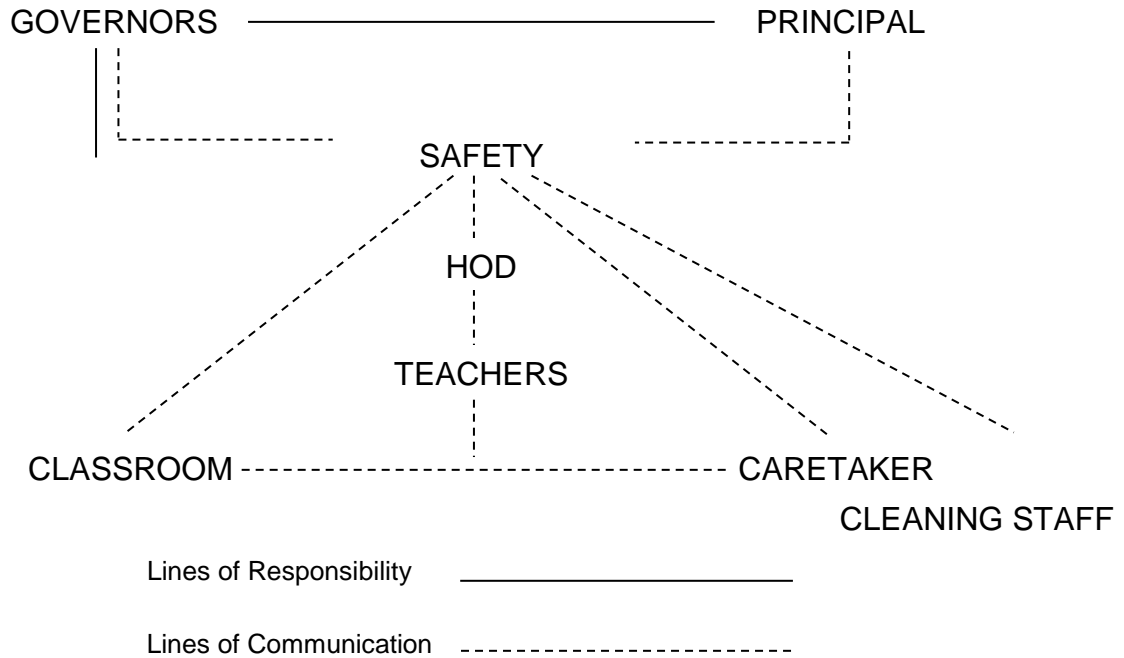 GOVERNORS PRINCIPAL
SAFETY
HOD
TEACHERS
CLASSROOM CARETAKER
CLEANING STAFF
Lines of Responsibility
Lines of Communication